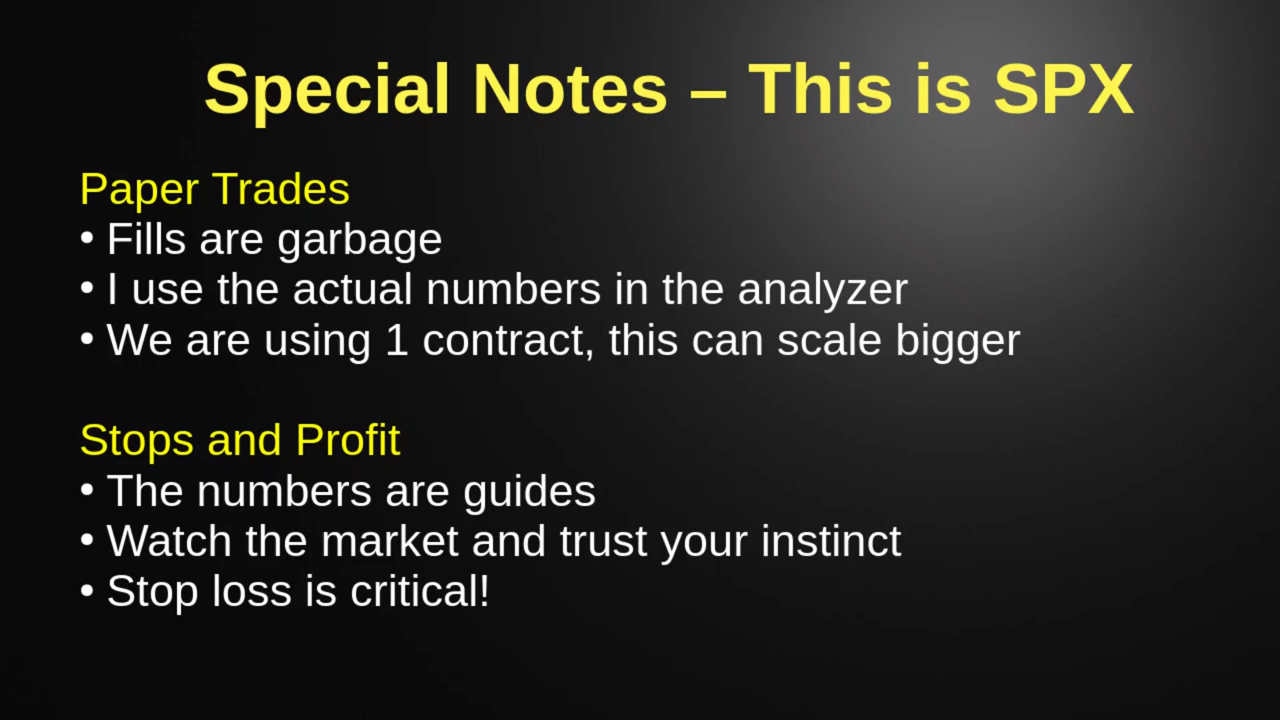 Special Notes – This is SPX
Paper Trades
• Fills are garbage
• I use the actual numbers in the analyzer
• We are using 1 contract, this can scale bigger
Stops and Profit
• The numbers are guides
• Watch the market and trust your instinct
• Stop loss is critical!